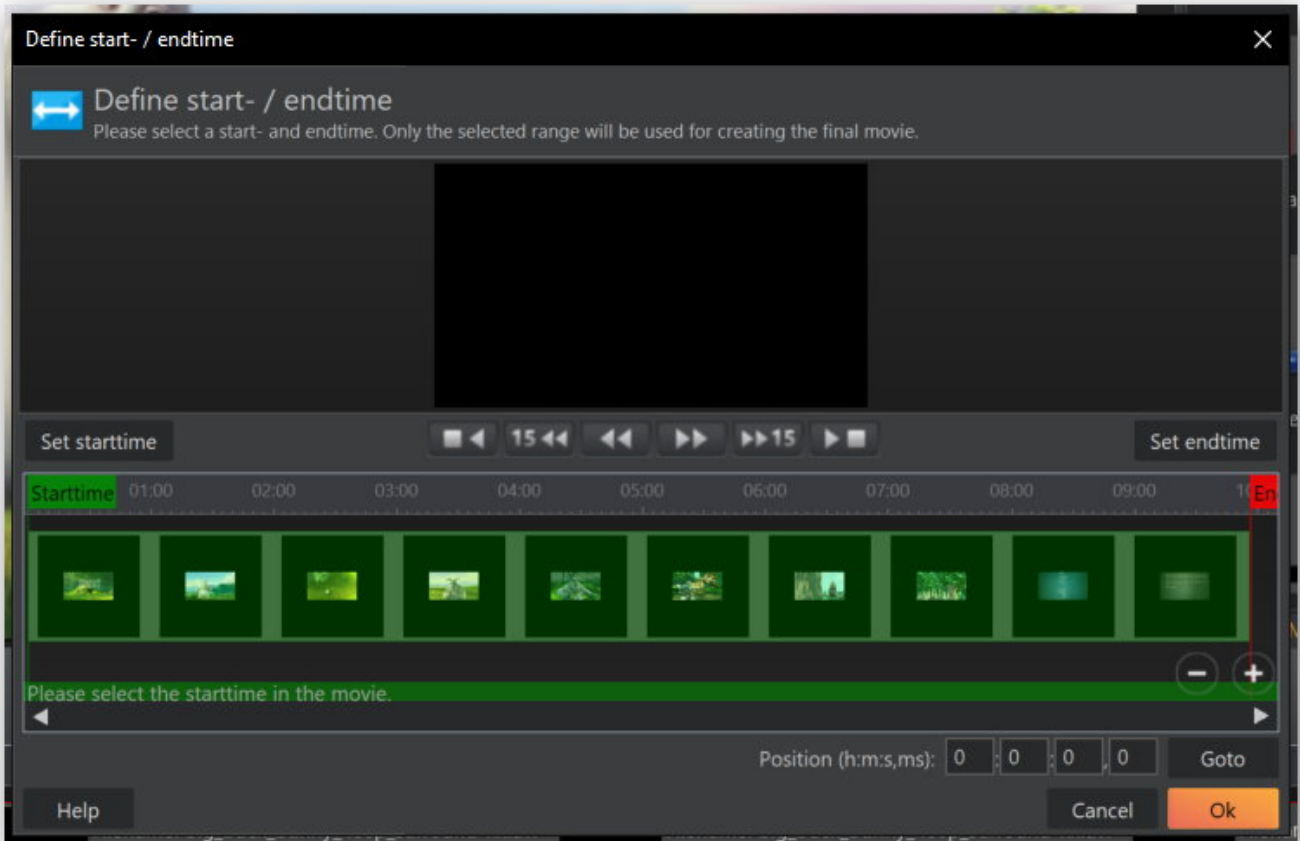 Define start- / endtime
Define start- / endtime
Please select a start- and endtime. Only the selected range will be used for creating the final movie.
Set starttime
15
15
Set endtime
Starttime 01:00 02:00 03:00 04:00 05:00 06:00 07:00 08:00 09:00 1 En
Please select the starttime in the movie.
Position (h:m:s,ms): 0 : 0 : 0 , 0 Goto
Help
Cancel
Ok